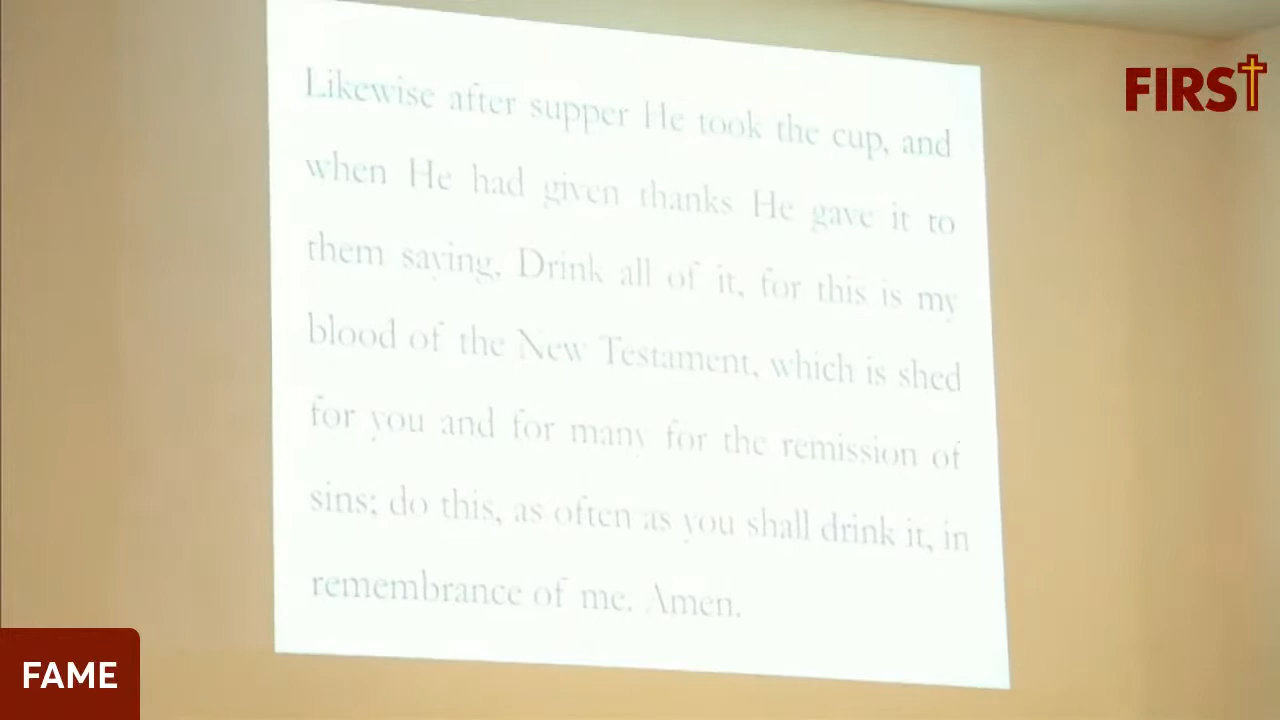 Likewise after supper He took the cup, and
when He had given thanks He gave it to
them saying, Drink all of it, for this is my
blood of the New Testament, which is shed
for you and for many for the remission of
sins; do this, as often as you shall drink it, in
remembrance of me. Amen.
FIRST
FAME